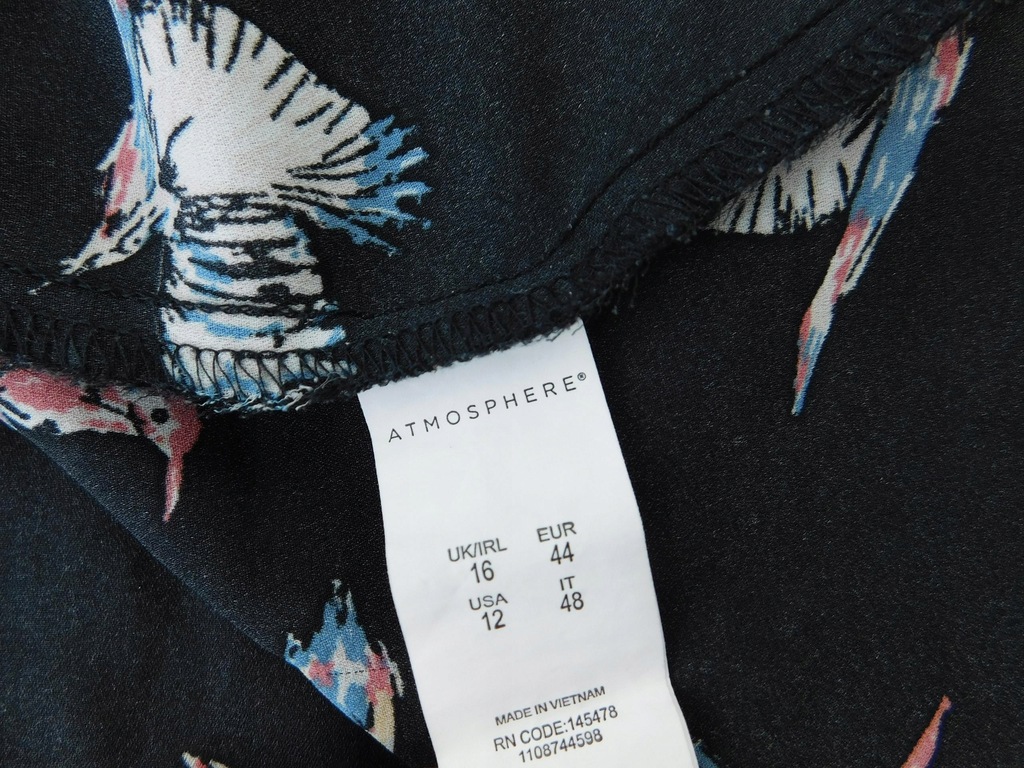 ATMOSPHERE®
UK/IRL EUR
16 44
USA IT
12 48
MADE IN VIETNAM
RN CODE:145478
1108744598